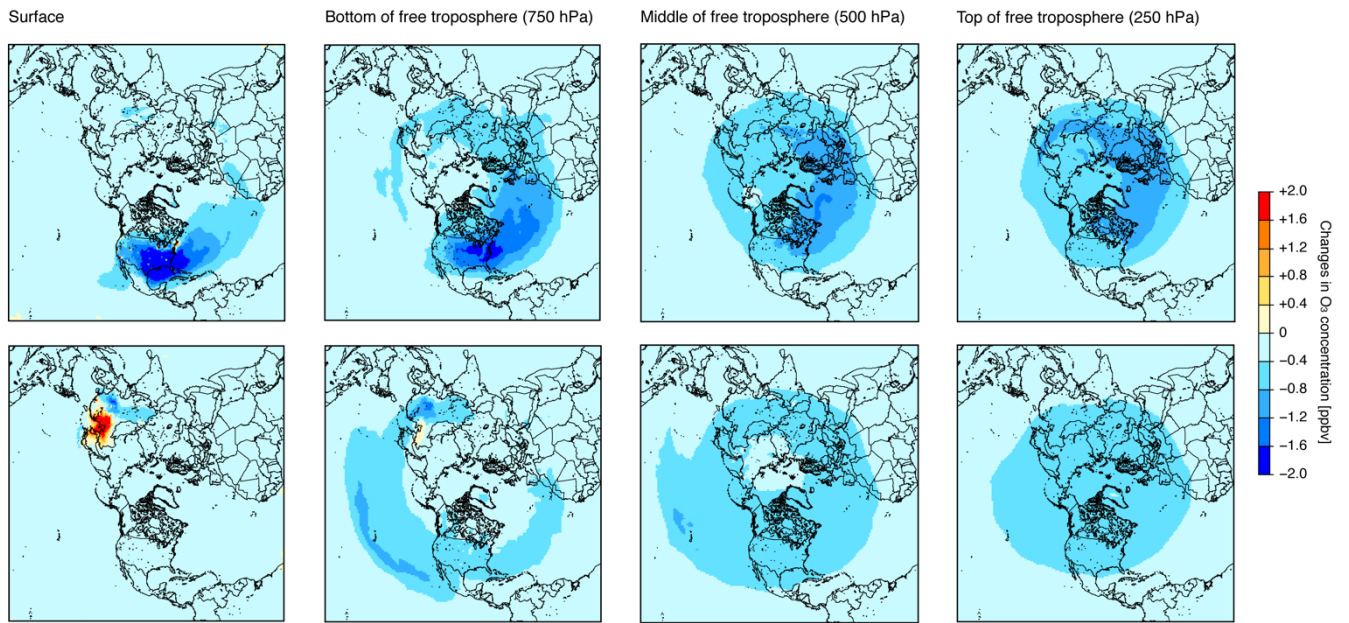 Surface
Bottom of free troposphere (750 hPa)
Middle of free troposphere (500 hPa)
Top of free troposphere (250 hPa)
+2.0
+1.6
+1.2
+0.8
+0.4
0
−0.4
−0.8
−1.2
−1.6
−2.0
Changes in O₃ concentration [ppbv]